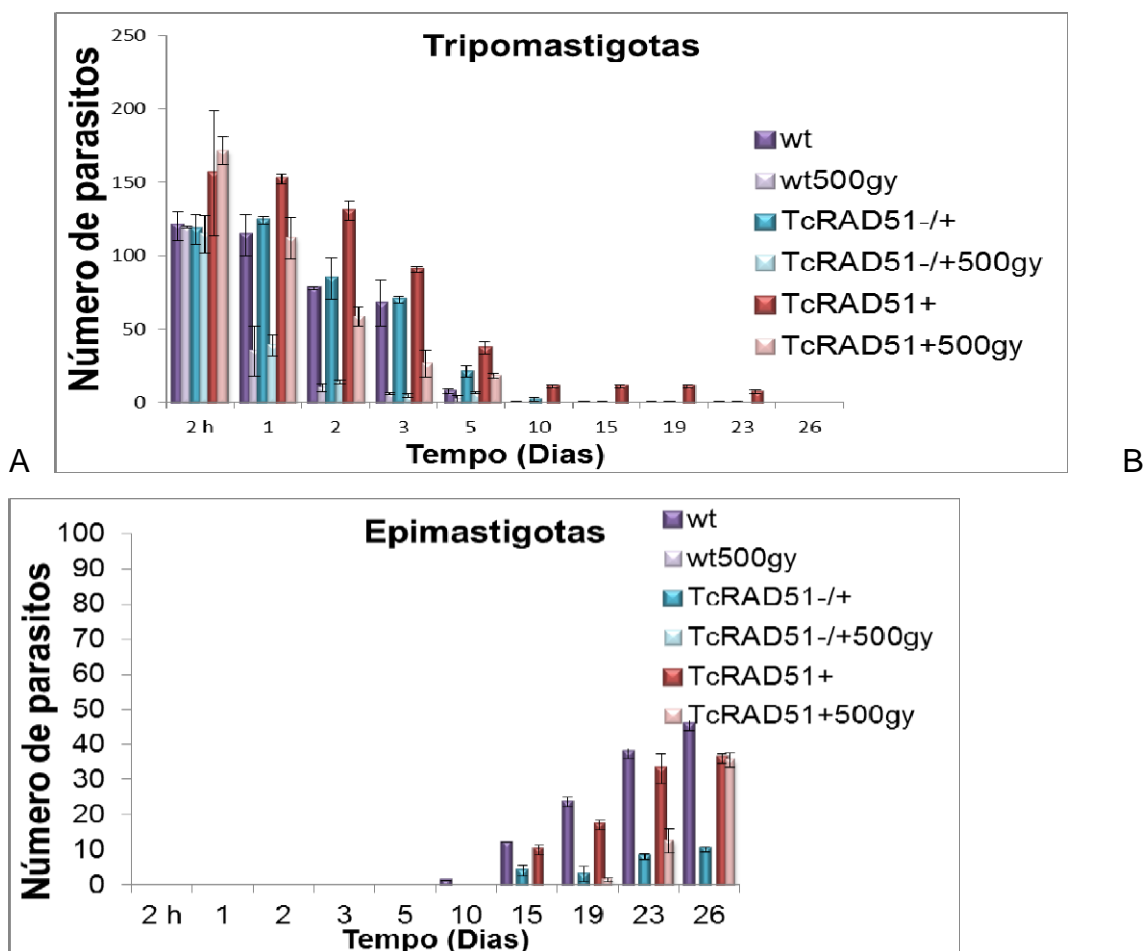 Tripomastigotas
Número de parasitos
250
200
150
100
50
0
wt
wt500gy
TcRAD51-/+
TcRAD51-/+500gy
TcRAD51+
TcRAD51+500gy
2 h 1 2 3 5 10 15 19 23 26
Tempo (Dias)
A
B
Epimastigotas
Número de parasitos
100
90
80
70
60
50
40
30
20
10
0
wt
wt500gy
TcRAD51-/+
TcRAD51-/+500gy
TcRAD51+
TcRAD51+500gy
2 h 1 2 3 5 10 15 19 23 26
Tempo (Dias)